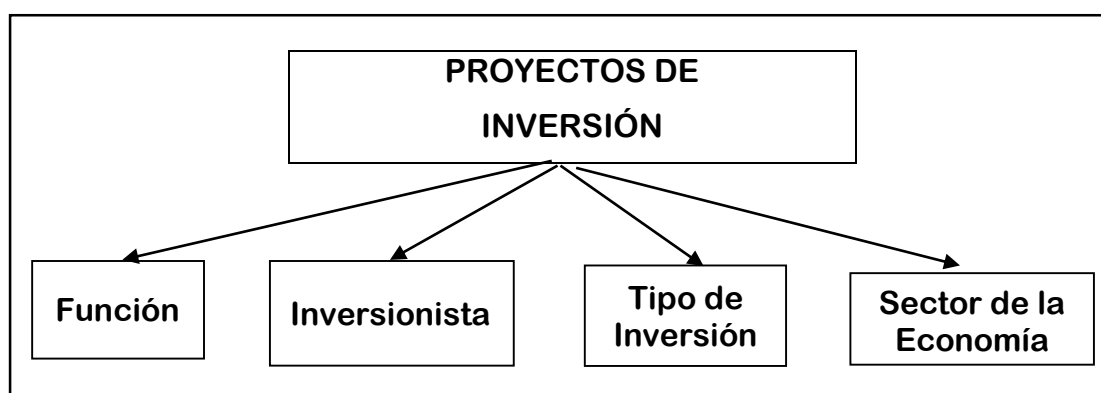 PROYECTOS DE
INVERSIÓN
Función
Inversionista
Tipo de
Inversión
Sector de la
Economía